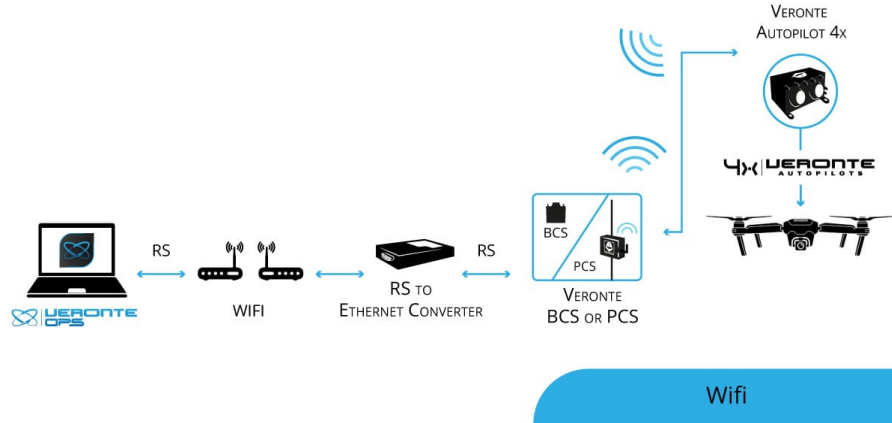 VERONTE
AUTOPILOT 4X
4X VERONTE
AUTOPILOTS
RS
RS
BCS
PCS
WIFI
RS TO
ETHERNET CONVERTER
VERONTE
BCS OR PCS
VERONTE
OPS
Wifi